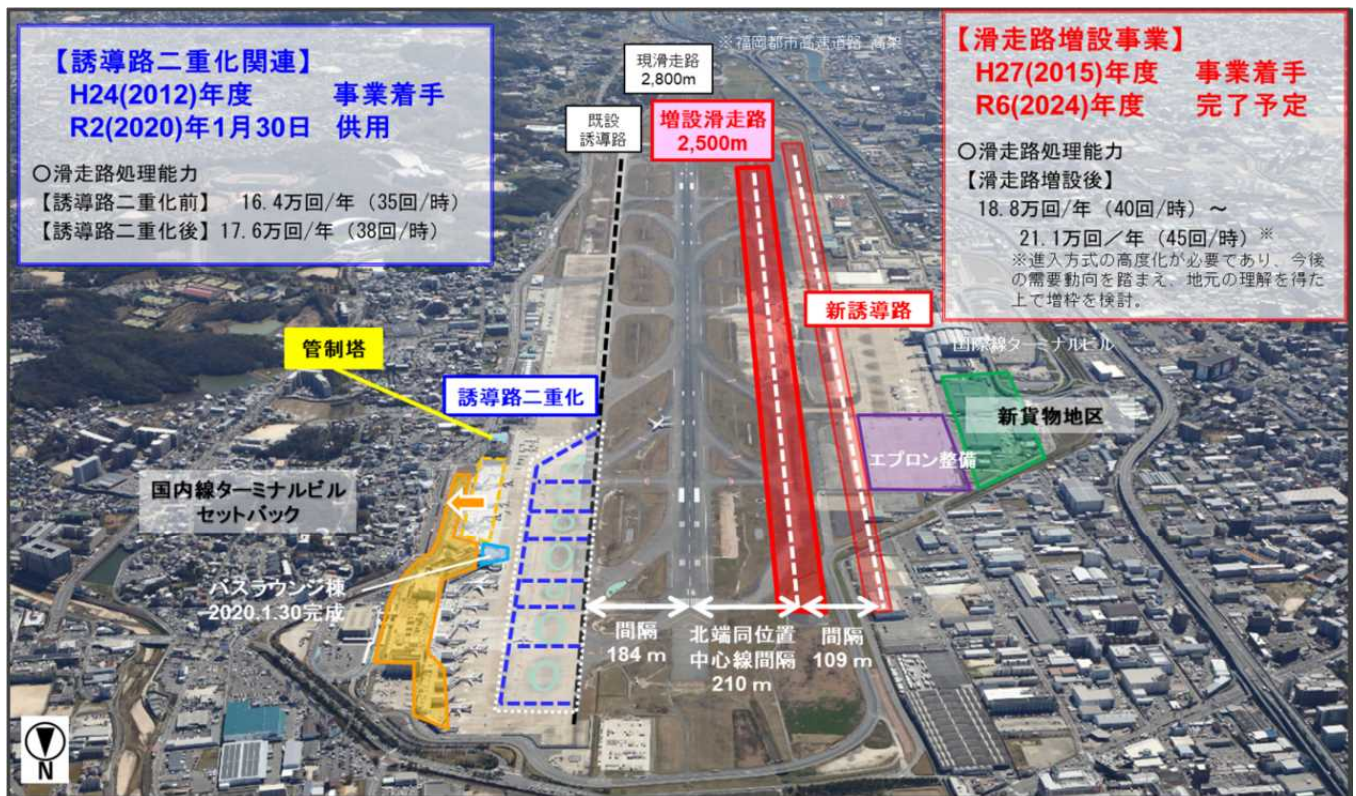 【誘導路二重化関連】
H24(2012)年度 事業着手
R2(2020)年1月30日 供用
〇滑走路処理能力
【誘導路二重化前】 16.4万回/年（35回/時）
【誘導路二重化後】17.6万回/年（38回/時）
※福岡都市高速道路 高架
現滑走路
2,800m
既設
誘導路
増設滑走路
2,500m
【滑走路増設事業】
H27(2015)年度 事業着手
R6(2024)年度 完了予定
〇滑走路処理能力
【滑走路増設後】
18.8万回/年（40回/時）～
21.1万回／年（45回/時）※
※進入方式の高度化が必要であり、今後
の需要動向を踏まえ、地元の理解を得た
上で増枠を検討。
新誘導路
国際線ターミナルビル
管制塔
誘導路二重化
新貨物地区
エプロン整備
国内線ターミナルビル
セットバック
バスラウンジ棟
2020.1.30完成
間隔
184 m
北端同位置
中心線間隔
210 m
間隔
109 m
N